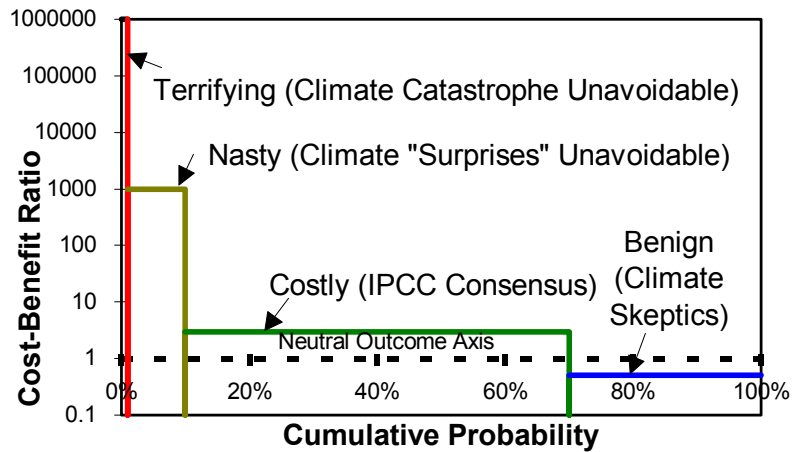 1000000
100000
10000
1000
100
10
1
0.1
Cost-Benefit Ratio
Terrifying (Climate Catastrophe Unavoidable)
Nasty (Climate "Surprises" Unavoidable)
Costly (IPCC Consensus)
Benign
(Climate
Skeptics)
Neutral Outcome Axis
0% 20% 40% 60% 80% 100%
Cumulative Probability